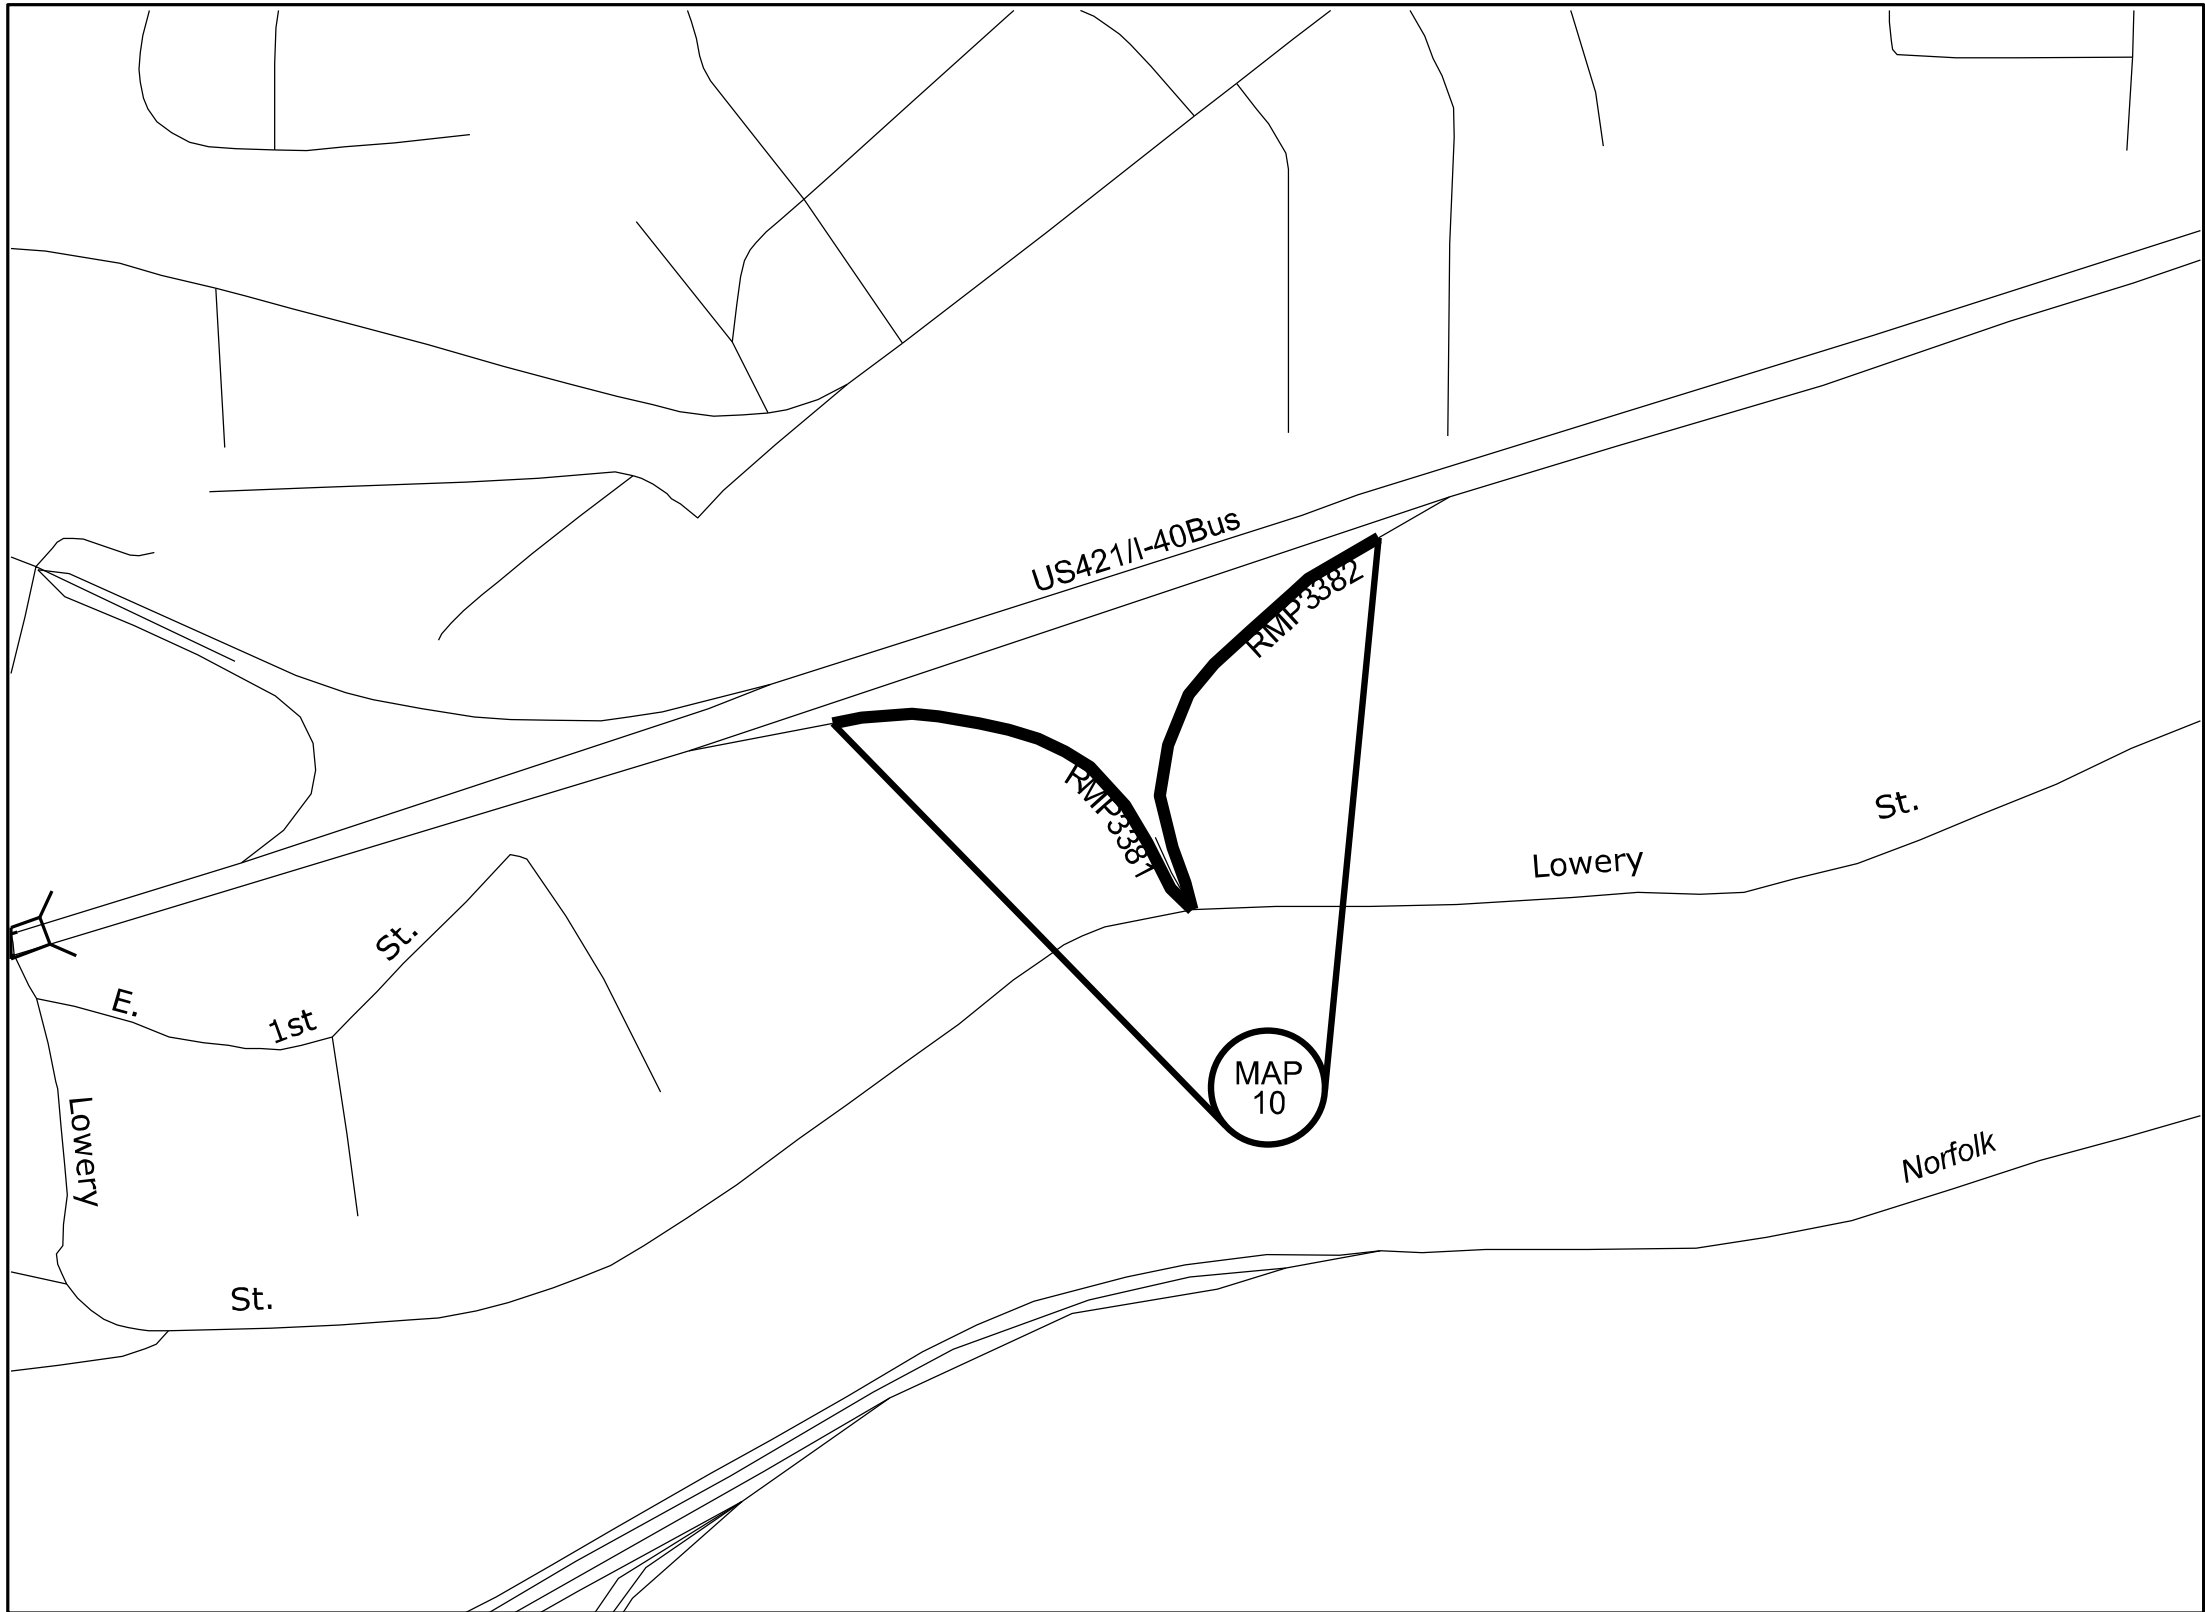 US421/I-40Bus
RMP3382
RMP3381
St.
Lowery
St.
E.
1st
MAP
10
Lowery
Norfolk
St.